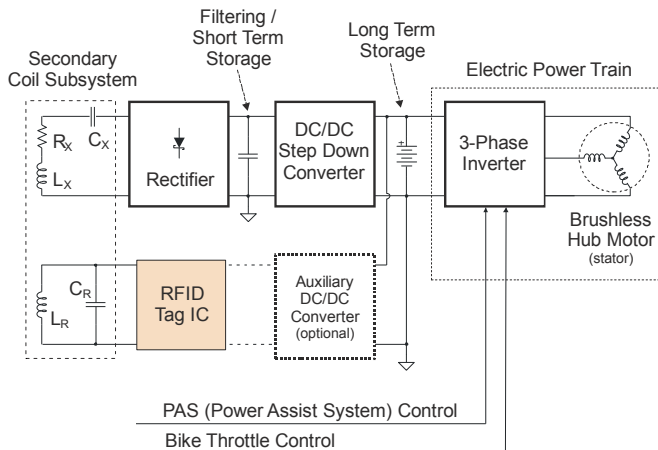 Filtering /
Short Term
Storage
Long Term
Storage
Secondary
Coil Subsystem
Electric Power Train
R_X
C_X
L_X
Rectifier
DC/DC
Step Down
Converter
+
3-Phase
Inverter
Brushless
Hub Motor
(stator)
C_R
L_R
RFID
Tag IC
Auxiliary
DC/DC
Converter
(optional)
PAS (Power Assist System) Control
Bike Throttle Control